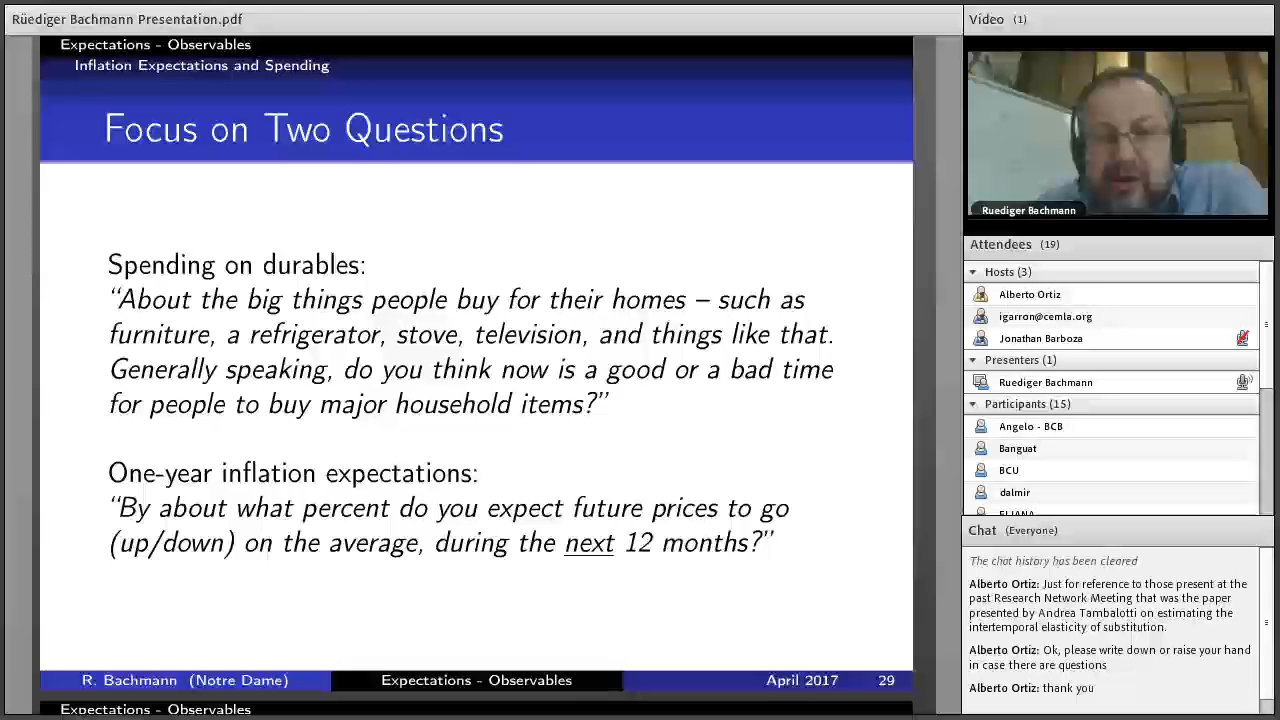 Rüediger Bachmann Presentation.pdf
Expectations - Observables
Inflation Expectations and Spending
Focus on Two Questions
Spending on durables:
“About the big things people buy for their homes – such as
furniture, a refrigerator, stove, television, and things like that.
Generally speaking, do you think now is a good or a bad time
for people to buy major household items?”
One-year inflation expectations:
“By about what percent do you expect future prices to go
(up/down) on the average, during the next 12 months?”
R. Bachmann (Notre Dame)
Expectations - Observables
April 2017
29
Expectations - Observables
Video (1)
Ruediger Bachmann
Attendees (19)
Hosts (3)
Alberto Ortiz
igarron@cemla.org
Jonathan Barboza
Presenters (1)
Ruediger Bachmann
Participants (15)
Angelo - BCB
Banguat
BCU
dalmir
Chat (Everyone)
The chat history has been cleared
Alberto Ortiz: Just for reference to those present at the
past Research Network Meeting that was the paper
presented by Andrea Tambalotti on estimating the
intertemporal elasticity of substitution.
Alberto Ortiz: Ok, please write down or raise your hand
in case there are questions
Alberto Ortiz: thank you